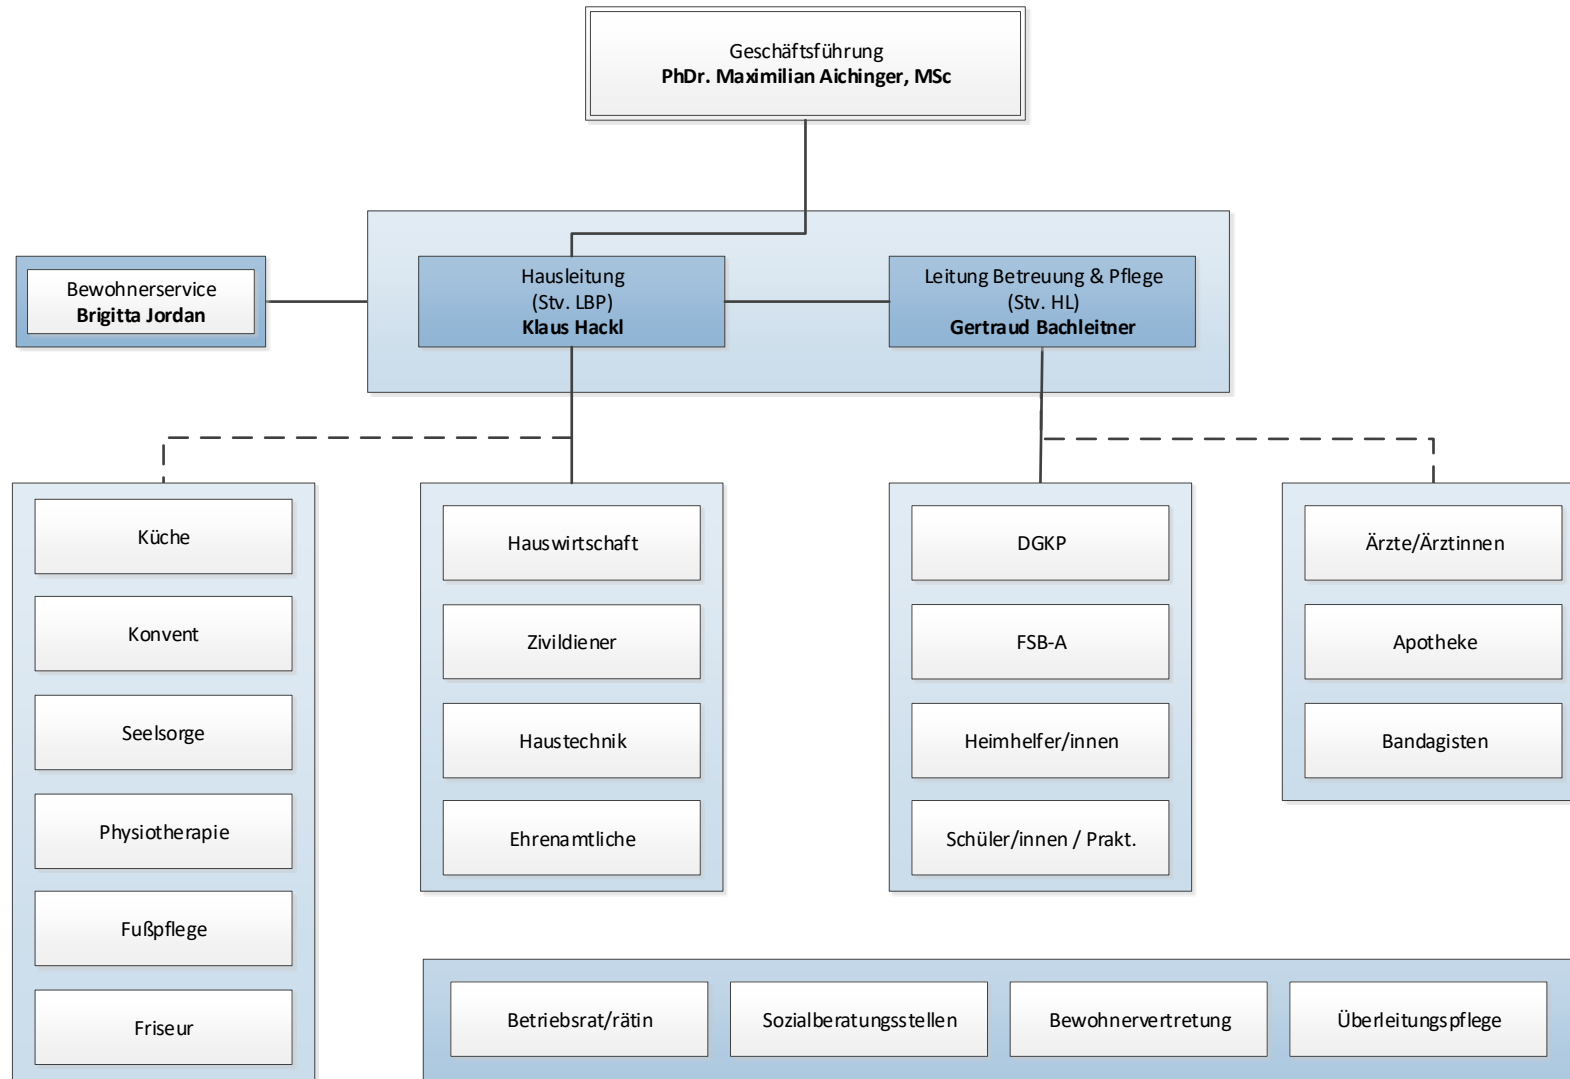 Geschäftsführung
PhDr. Maximilian Aichinger, MSc
Bewohnerservice
Brigitta Jordan
Hausleitung
(Stv. LBP)
Klaus Hackl
Leitung Betreuung & Pflege
(Stv. HL)
Gertraud Bachleitner
Küche
Konvent
Seelsorge
Physiotherapie
Fußpflege
Friseur
Hauswirtschaft
Zivildiener
Haustechnik
Ehrenamtliche
DGKP
FSB-A
Heimhelfer/innen
Schüler/innen / Prakt.
Ärzte/Ärztinnen
Apotheke
Bandagisten
Betriebsrat/rätin
Sozialberatungsstellen
Bewohnervertretung
Überleitungspflege